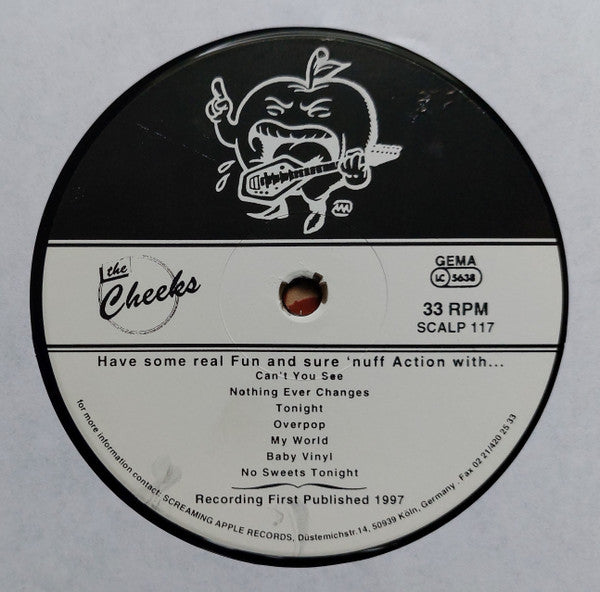 the
Cheeks
GEMA
LC 5638
33 RPM
SCALP 117
Have some real Fun and sure 'nuff Action with...
Can't You See
Nothing Ever Changes
Tonight
Overpop
My World
Baby Vinyl
No Sweets Tonight
Recording First Published 1997
for more information contact: SCREAMING APPLE RECORDS, Düstemichstr.14, 50939 Köln, Germany . Fax 02 21/420 25 33